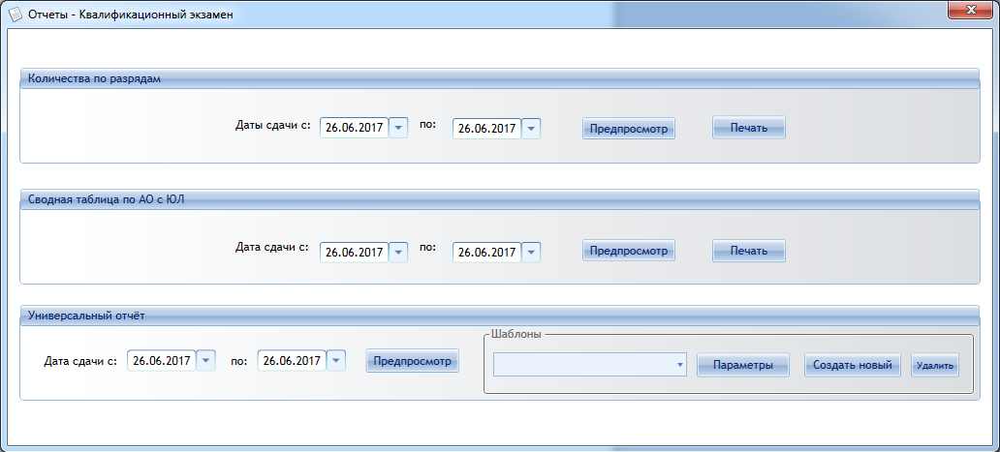 Отчеты - Квалификационный экзамен
Количества по разрядам
Даты сдачи с: 26.06.2017 по: 26.06.2017 Предпросмотр Печать
Сводная таблица по АО с ЮЛ
Дата сдачи с: 26.06.2017 по: 26.06.2017 Предпросмотр Печать
Универсальный отчёт
Шаблоны
Дата сдачи с: 26.06.2017 по: 26.06.2017 Предпросмотр Параметры Создать новый Удалить